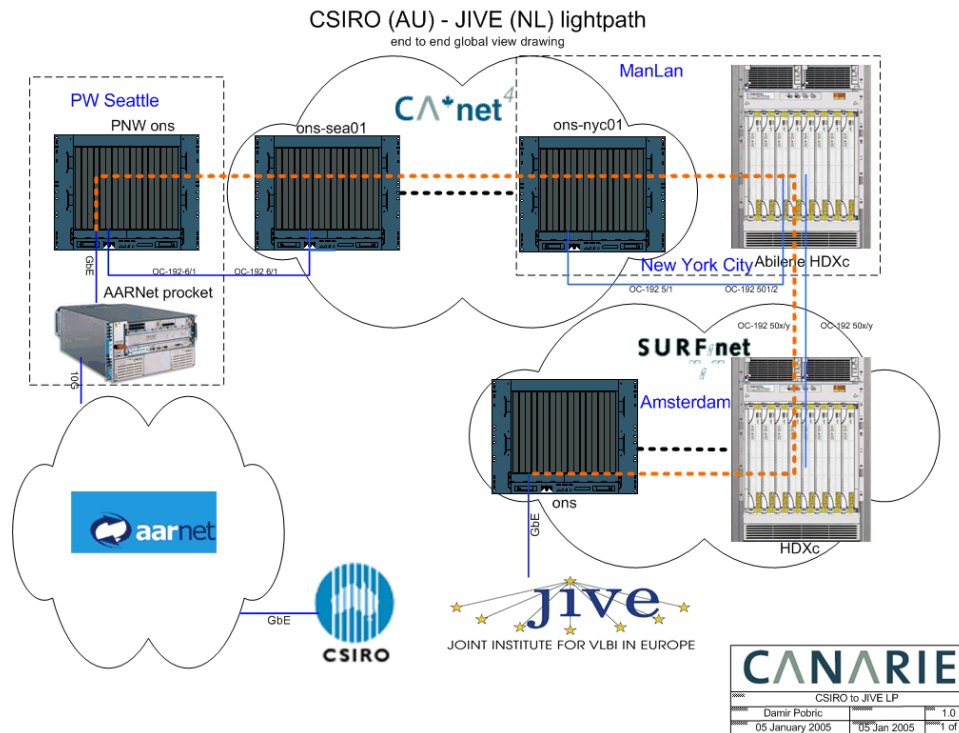 CSIRO (AU) - JIVE (NL) lightpath
end to end global view drawing
PW Seattle
PNW ons
ons-sea01
CA*net 4
ons-nyc01
ManLan
GbE
OC-192-6/1
OC-192 6/1
New York City
Abilene HDXc
OC-192 5/1
OC-192 501/2
AARNet procket
10G
OC-192 50x/y
OC-192 50x/y
SURFnet
Amsterdam
ons
HDXc
GbE
aarnet
GbE
CSIRO
jive
JOINT INSTITUTE FOR VLBI IN EUROPE
CANARIE
CSIRO to JIVE LP
Damir Pobric
1.0
05 January 2005
05 Jan 2005
1 of